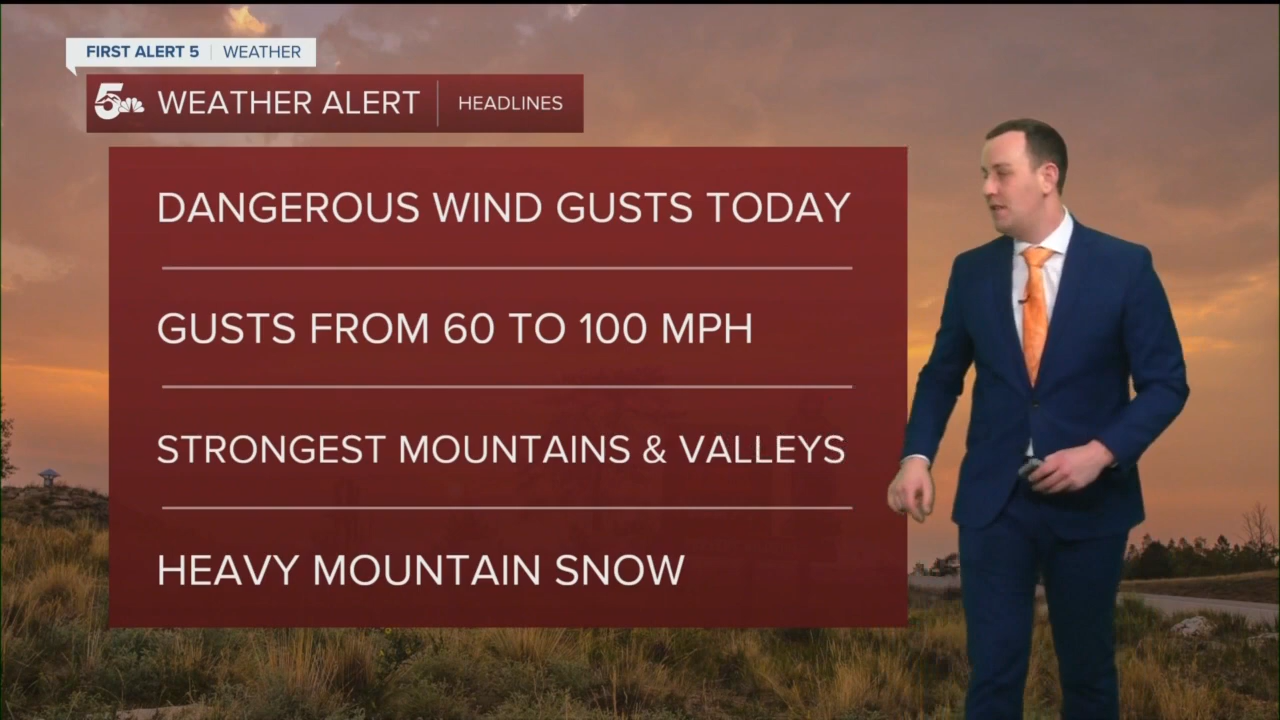 FIRST ALERT 5 | WEATHER
5 WEATHER ALERT | HEADLINES
DANGEROUS WIND GUSTS TODAY
GUSTS FROM 60 TO 100 MPH
STRONGEST MOUNTAINS & VALLEYS
HEAVY MOUNTAIN SNOW